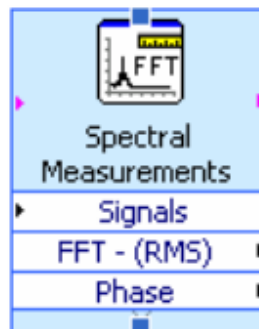 FFT
Spectral
Measurements
Signals
FFT - (RMS)
Phase